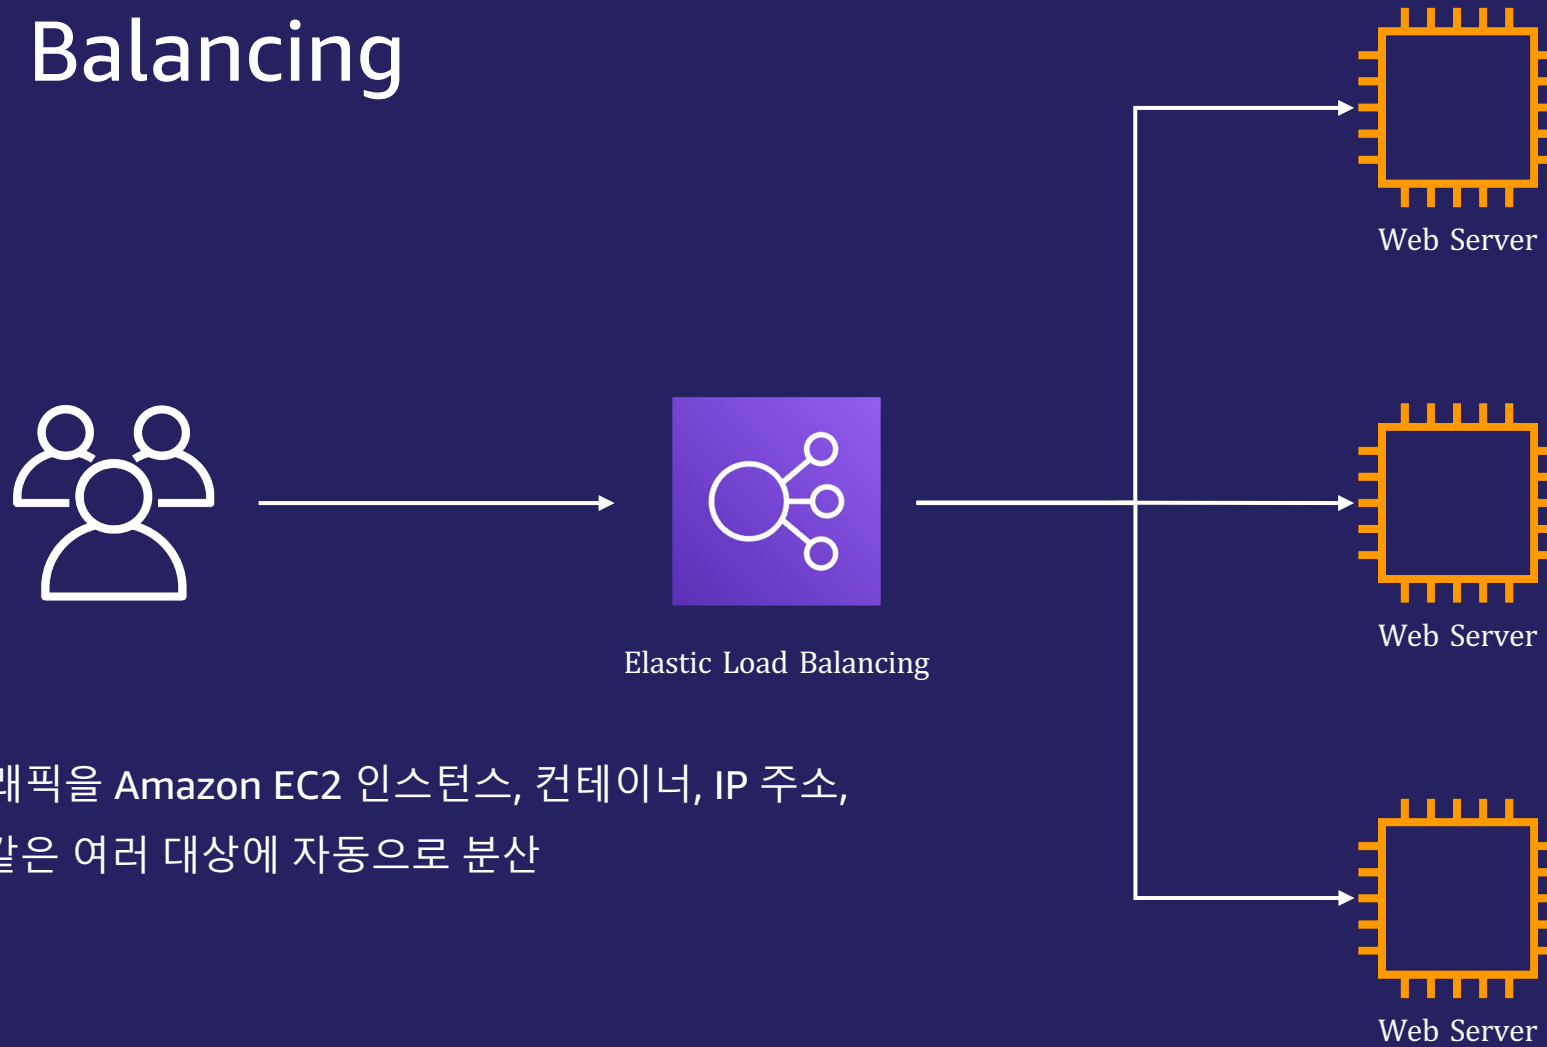 Balancing
Web Server
Web Server
Elastic Load Balancing
래픽을 Amazon EC2 인스턴스, 컨테이너, IP 주소,
같은 여러 대상에 자동으로 분산
Web Server